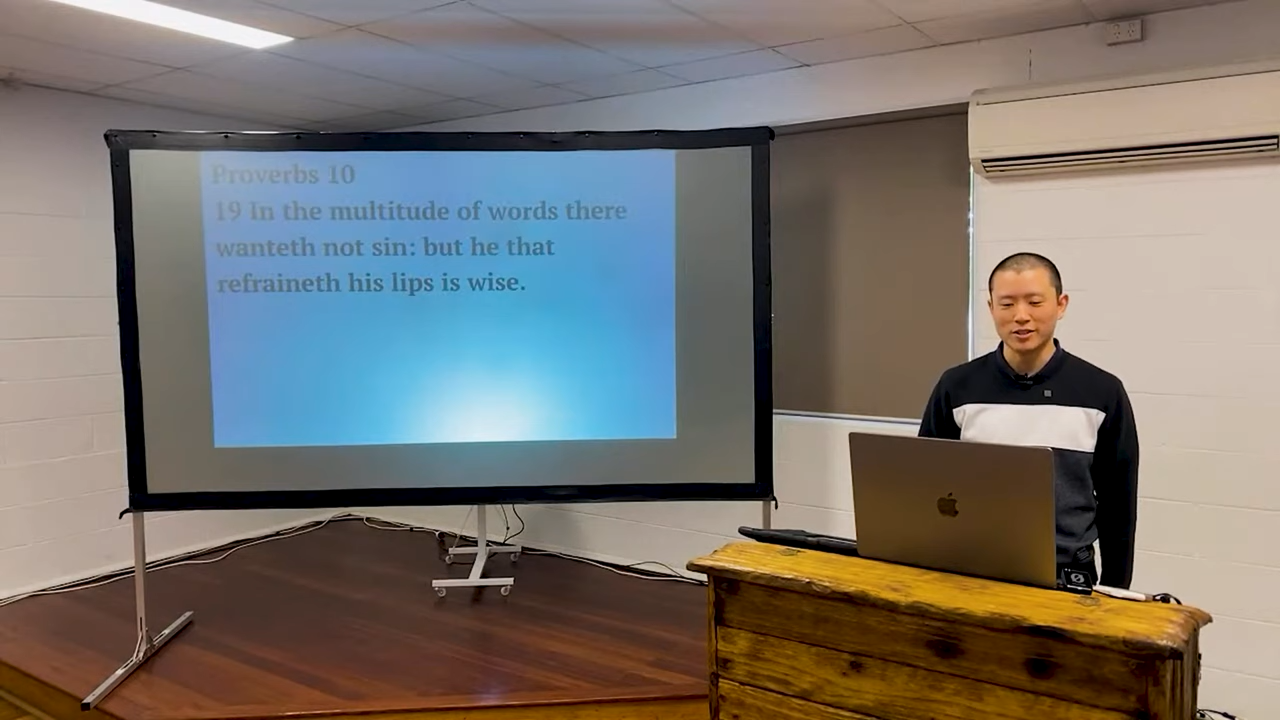 Proverbs 10
19 In the multitude of words there
wanteth not sin: but he that
refraineth his lips is wise.